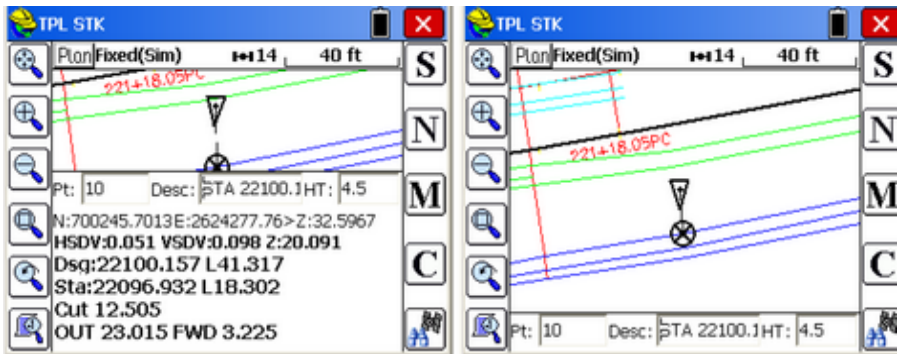 TPL STK
Plan Fixed(Sim) 14 40 ft
S
221+18.05PC
N
Pt: 10 Desc: STA 22100.1 HT: 4.5
M
N:700245.7013E:2624277.76>Z:32.5967
HSDV:0.051 VSDV:0.098 Z:20.091
Dsg:22100.157 L41.317
C
Sta:22096.932 L18.302
Cut 12.505
OUT 23.015 FWD 3.225
TPL STK
Plan Fixed(Sim) 14 40 ft
S
N
221+18.05PC
M
C
Pt: 10 Desc: STA 22100.1 HT: 4.5